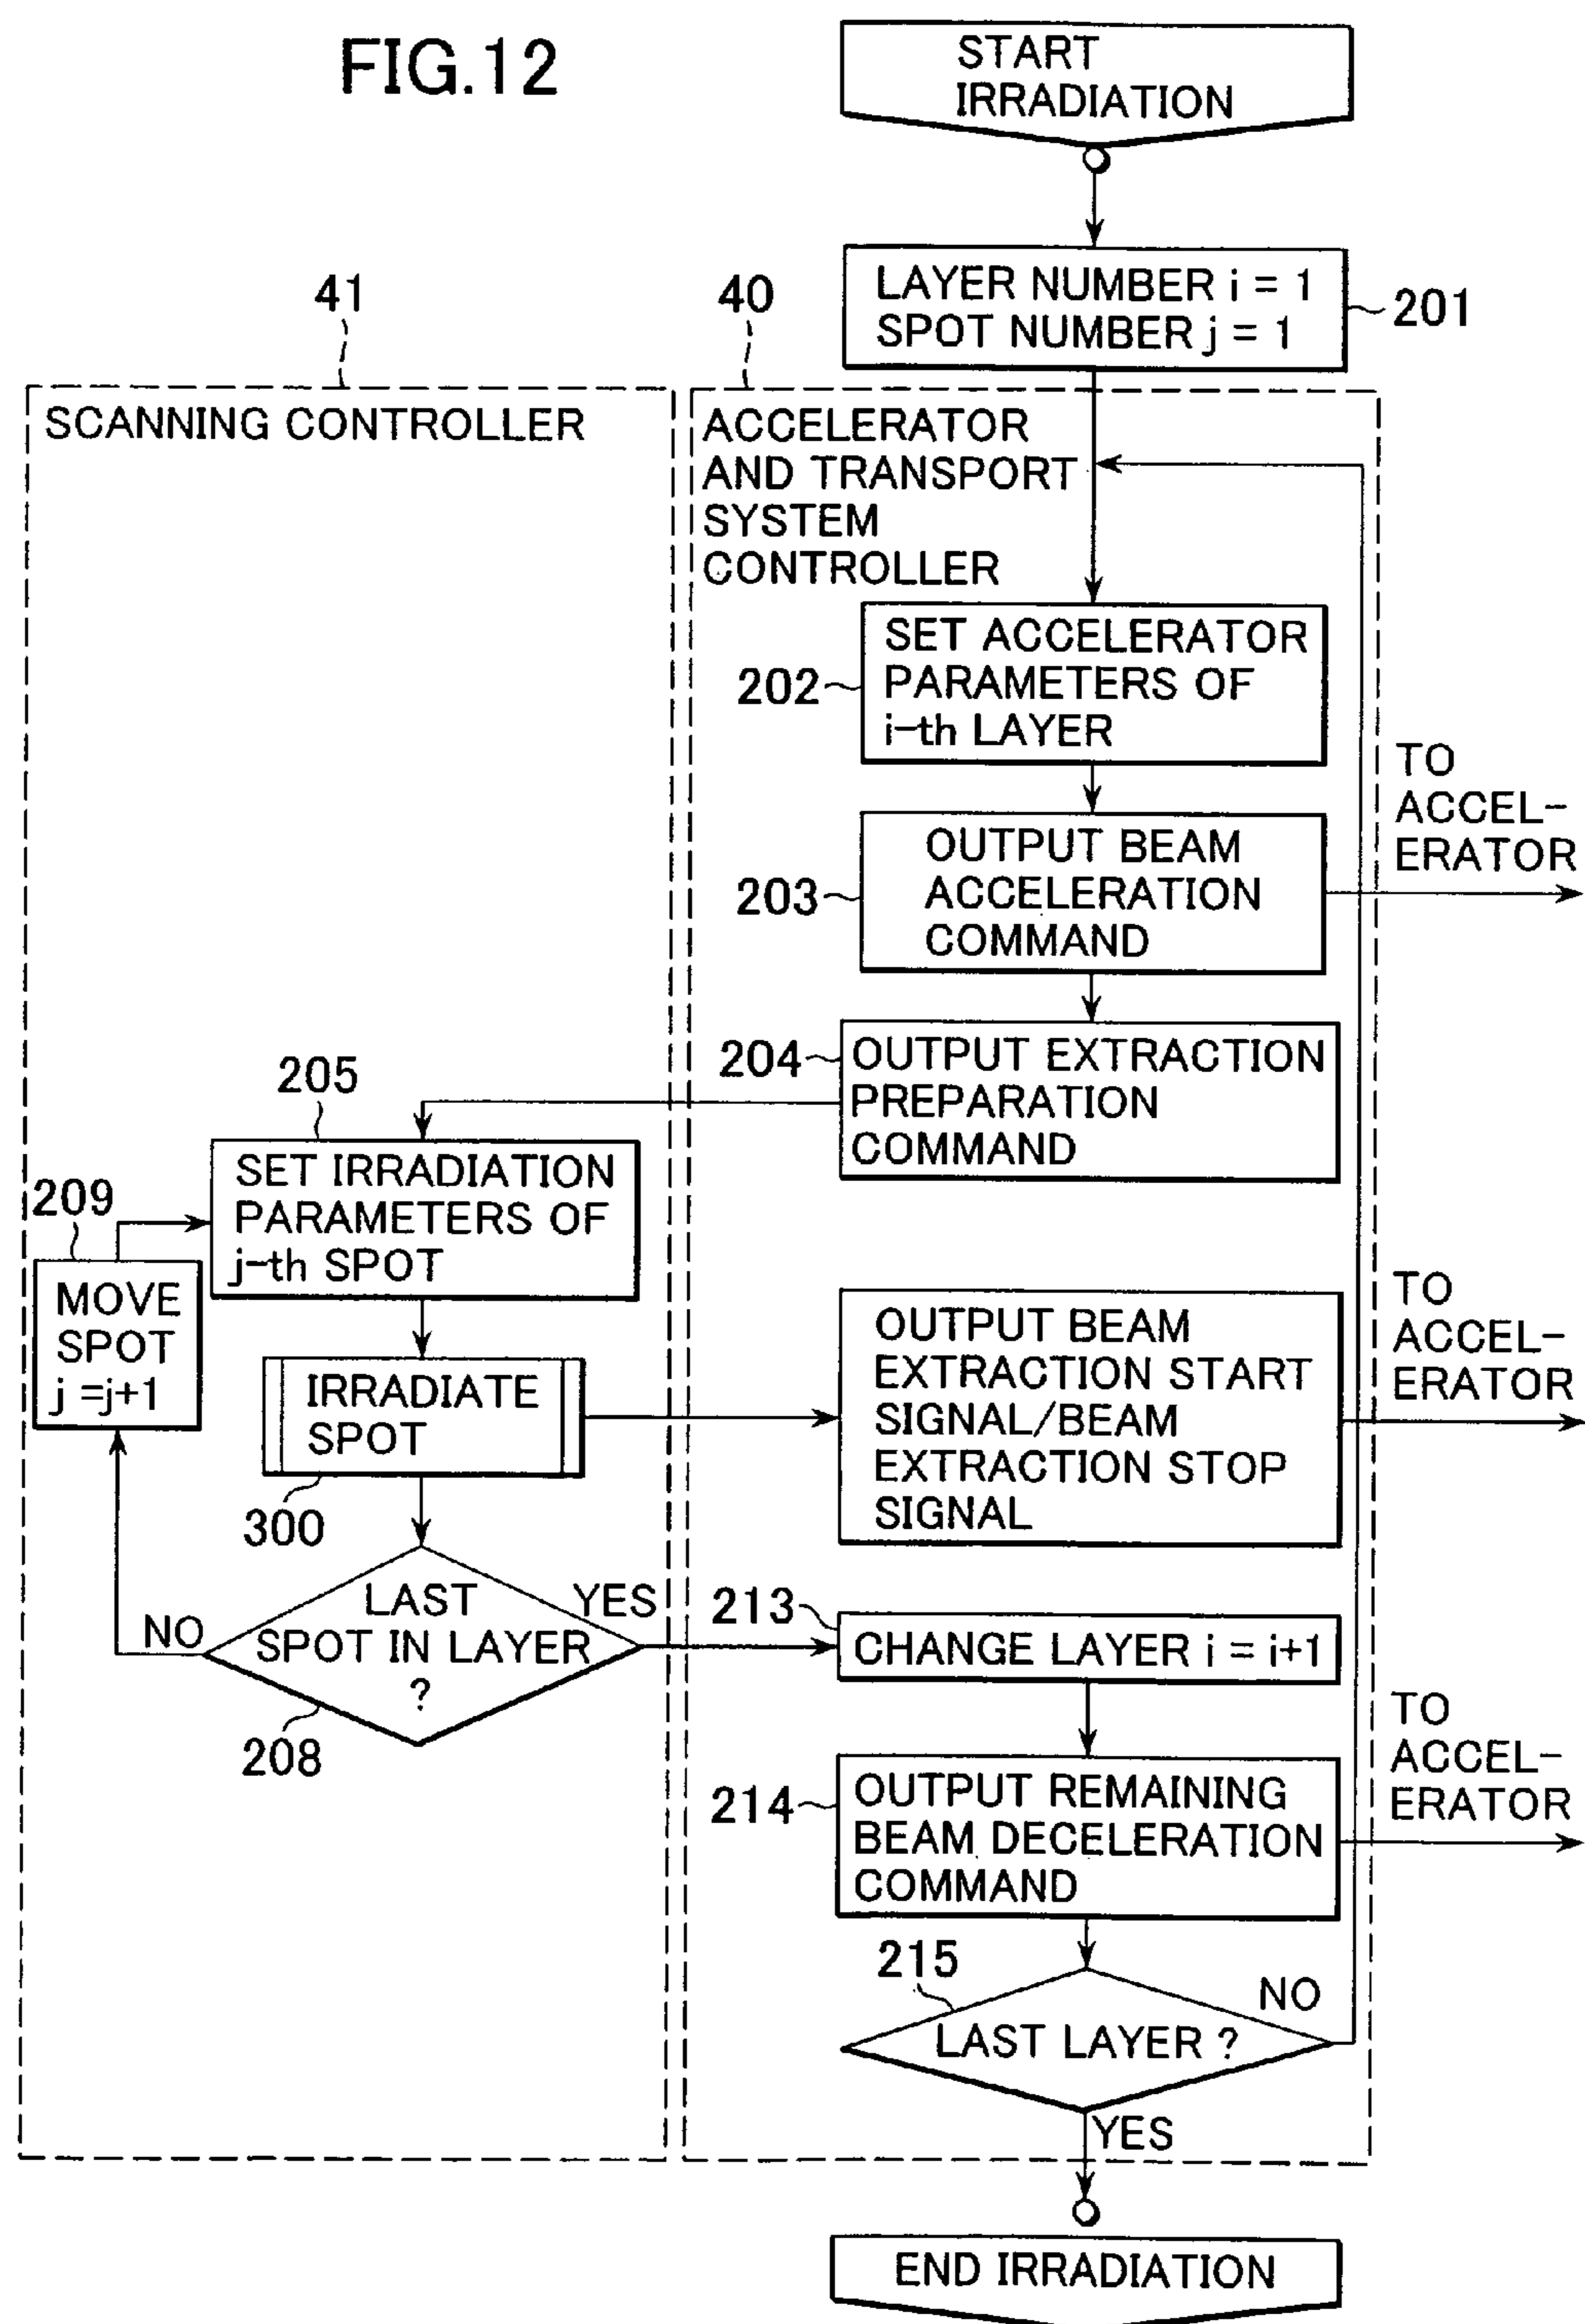 FIG.12
START
IRRADIATION
LAYER NUMBER i = 1
SPOT NUMBER j = 1
201
41
40
SCANNING CONTROLLER
ACCELERATOR
AND TRANSPORT
SYSTEM
CONTROLLER
202
SET ACCELERATOR
PARAMETERS OF
i-th LAYER
TO
ACCEL-
ERATOR
203
OUTPUT BEAM
ACCELERATION
COMMAND
204
OUTPUT EXTRACTION
PREPARATION
COMMAND
205
SET IRRADIATION
PARAMETERS OF
j-th SPOT
209
MOVE
SPOT
j =j+1
IRRADIATE
SPOT
300
OUTPUT BEAM
EXTRACTION START
SIGNAL/BEAM
EXTRACTION STOP
SIGNAL
TO
ACCEL-
ERATOR
LAST
SPOT IN LAYER
?
YES
NO
208
213
CHANGE LAYER i = i+1
214
OUTPUT REMAINING
BEAM DECELERATION
COMMAND
TO
ACCEL-
ERATOR
215
LAST LAYER ?
NO
YES
END IRRADIATION